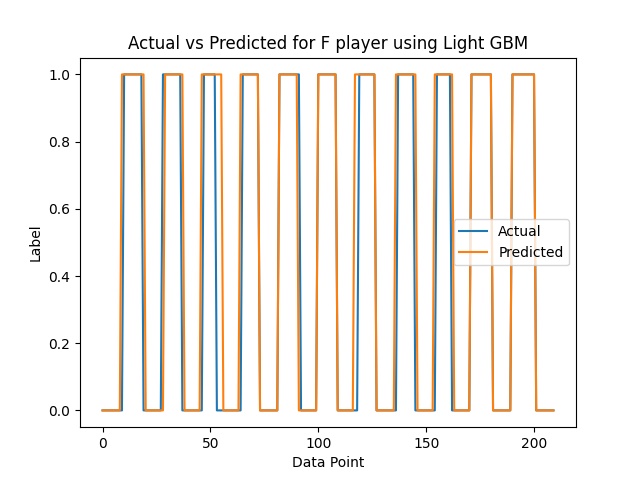 Actual vs Predicted for F player using Light GBM
1.0
0.8
0.6
0.4
0.2
0.0
Label
Actual
Predicted
0 50 100 150 200
Data Point